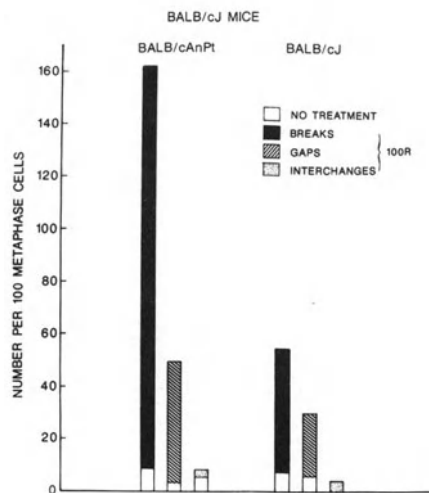 BALB/cJ MICE
BALB/cAnPt
BALB/cJ
NO TREATMENT
BREAKS
GAPS
INTERCHANGES
100R
NUMBER PER 100 METAPHASE CELLS
160
140
120
100
80
60
40
20
0